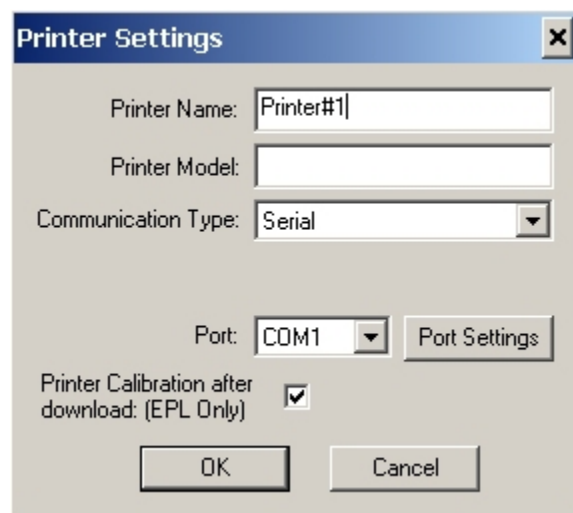 Printer Settings
Printer Name: Printer#1
Printer Model:
Communication Type: Serial
Port: COM1 Port Settings
Printer Calibration after
download: (EPL Only)
OK Cancel